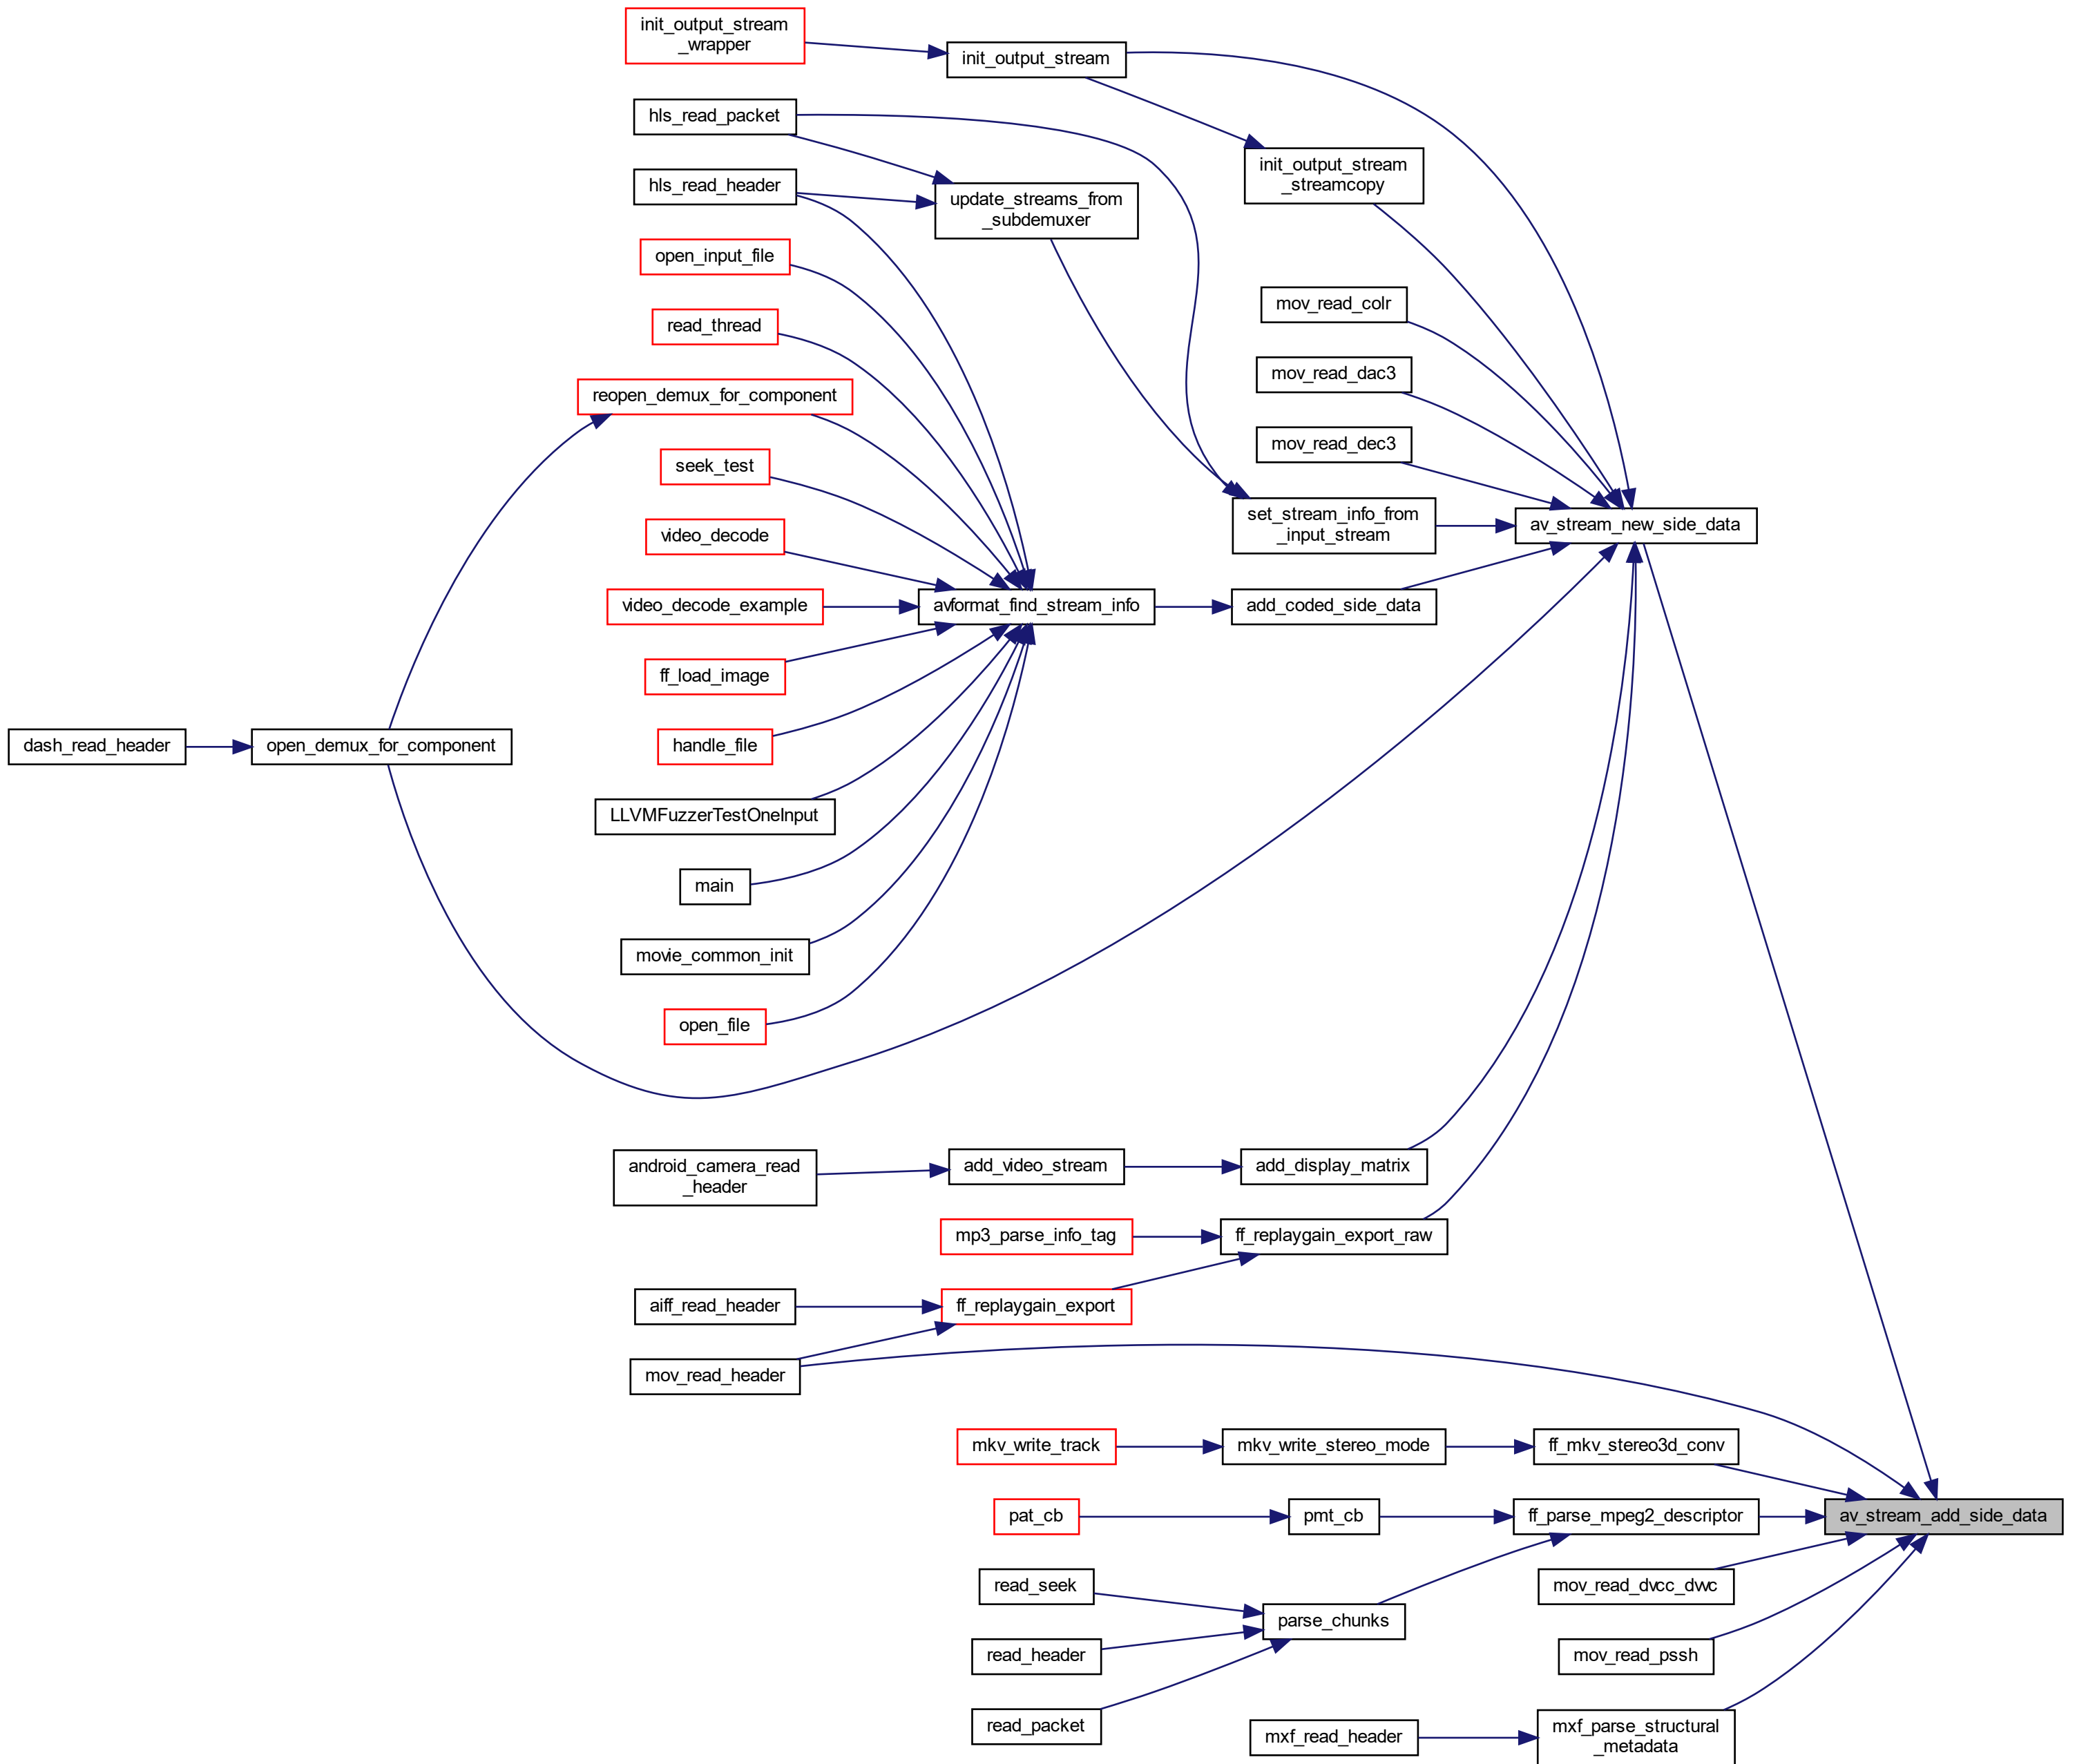 init_output_stream
_wrapper
init_output_stream
hls_read_packet
init_output_stream
_streamcopy
hls_read_header
update_streams_from
_subdemuxer
open_input_file
mov_read_colr
read_thread
mov_read_dac3
reopen_demux_for_component
mov_read_dec3
seek_test
set_stream_info_from
_input_stream
av_stream_new_side_data
video_decode
video_decode_example
avformat_find_stream_info
add_coded_side_data
ff_load_image
handle_file
dash_read_header
open_demux_for_component
LLVMFuzzerTestOneInput
main
movie_common_init
open_file
android_camera_read
_header
add_video_stream
add_display_matrix
mp3_parse_info_tag
ff_replaygain_export_raw
aiff_read_header
ff_replaygain_export
mov_read_header
mkv_write_track
mkv_write_stereo_mode
ff_mkv_stereo3d_conv
pat_cb
pmt_cb
ff_parse_mpeg2_descriptor
av_stream_add_side_data
read_seek
mov_read_dvcc_dvvc
parse_chunks
read_header
mov_read_pssh
read_packet
mxf_read_header
mxf_parse_structural
_metadata